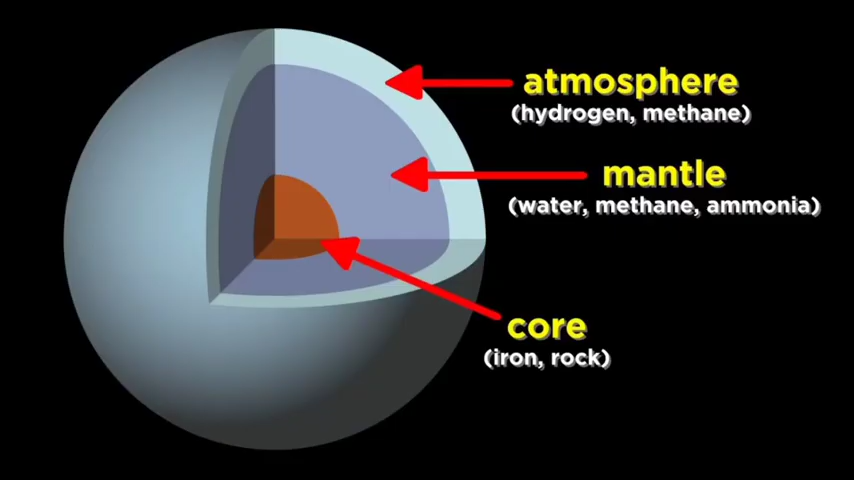 atmosphere
(hydrogen, methane)
mantle
(water, methane, ammonia)
core
(iron, rock)